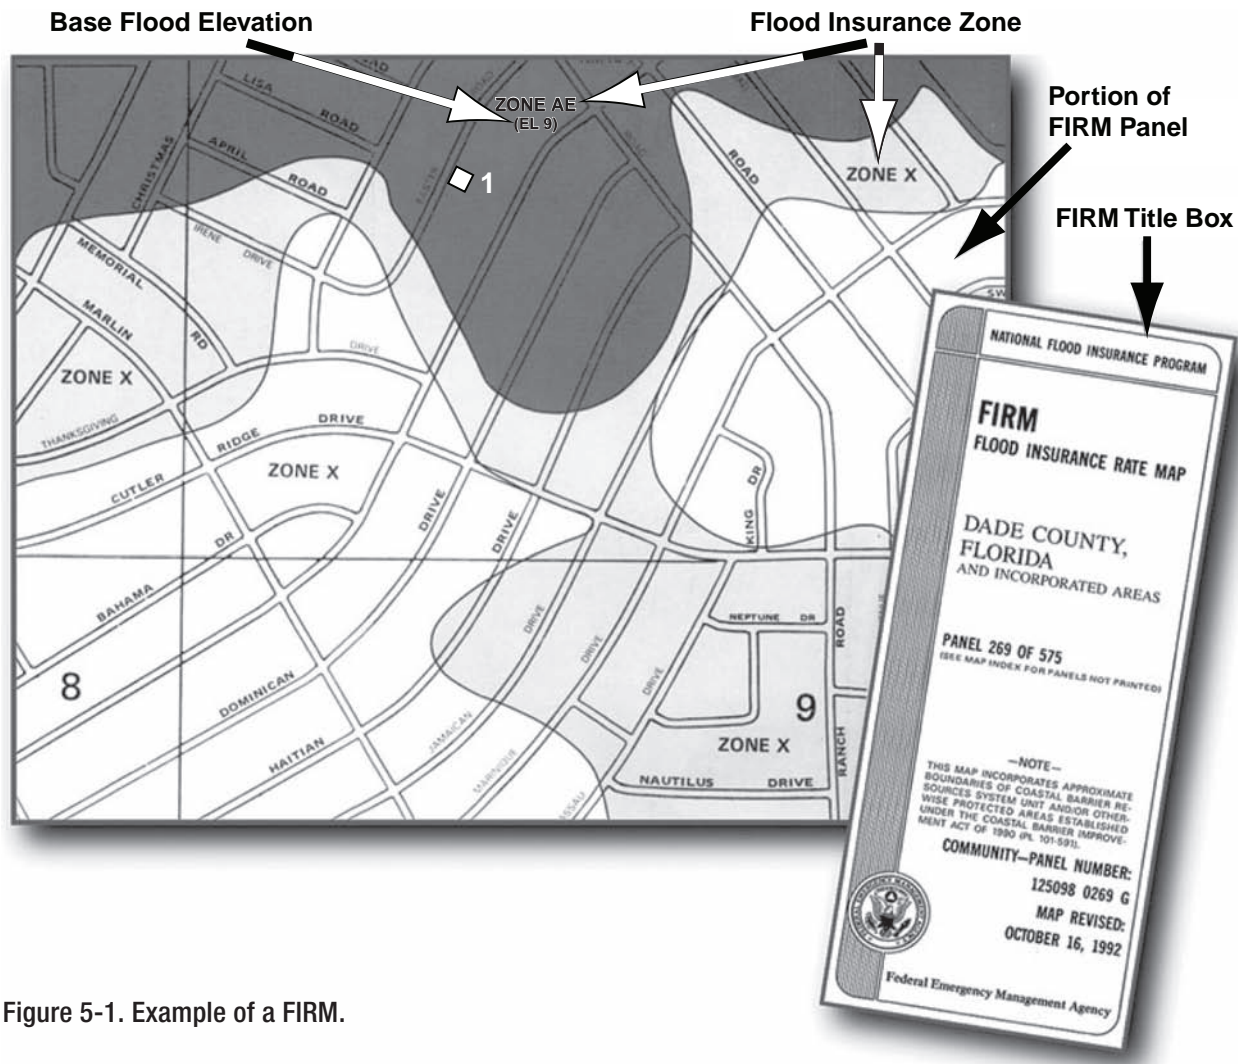 Base Flood Elevation
Flood Insurance Zone
Portion of
FIRM Panel
FIRM Title Box
LISA
ROAD
ROAD
ZONE AE
(EL 9)
CHRISTMAS
APRIL
ROAD
1
ROAD
ZONE X
IRENE
DRIVE
MEMORIAL
RD
MARLIN
DRIVE
ZONE X
THANKSGIVING
CUTLER
RIDGE
DRIVE
ZONE X
DRIVE
DRIVE
KING
DR
BAHAMA
DR
DRIVE
DRIVE
DRIVE
NEPTUNE DR
ROAD
8
DOMINICAN
HAITIAN
JAMAICAN
9
ZONE X
RANCH
NAUTILUS
DRIVE
SW
NATIONAL FLOOD INSURANCE PROGRAM
FIRM
FLOOD INSURANCE RATE MAP
DADE COUNTY,
FLORIDA
AND INCORPORATED AREAS
PANEL 269 OF 575
(SEE MAP INDEX FOR PANELS NOT PRINTED)
—NOTE—
THIS MAP INCORPORATES APPROXIMATE
BOUNDARIES OF COASTAL BARRIER RE-
SOURCES SYSTEM UNIT AND/OR OTHER-
WISE PROTECTED AREAS ESTABLISHED
UNDER THE COASTAL BARRIER IMPROVE-
MENT ACT OF 1990 (PL 101-591).
COMMUNITY—PANEL NUMBER:
125098 0269 G
MAP REVISED:
OCTOBER 16, 1992
Federal Emergency Management Agency
Figure 5-1. Example of a FIRM.